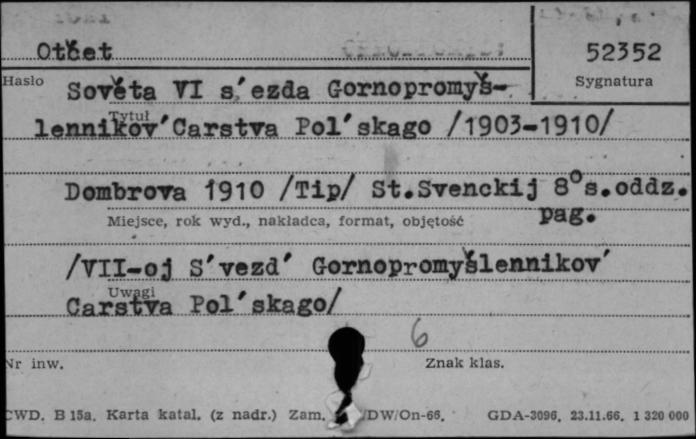 Otčet
52352
Hasło
Sygnatura
Sověta VI s'ezda Gornopromyš-
Tytuł
lennikov' Carstva Pol'skago /1903-1910/
Dombrova 1910 /Tip/ St.Svenckij 8° s.oddz.
Miejsce, rok wyd., nakładca, format, objętość
pag.
/VII-oj S'vezd' Gornopromyšlennikov'
Uwagi
Carstva Pol'skago/
6
Nr inw.
Znak klas.
CWD. B 15a. Karta katal. (z nadr.) Zam. /DW/On-66. GDA-3096. 23.11.66. 1 320 000